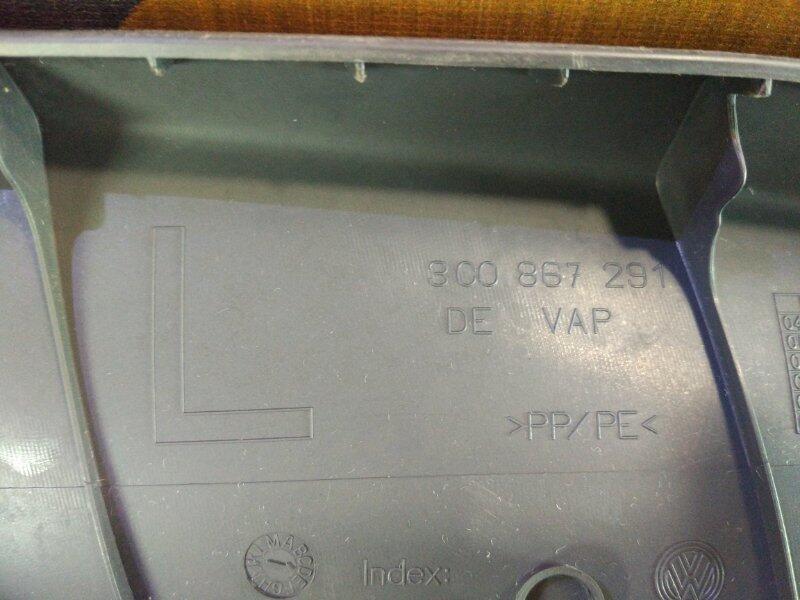 L
3C0 867 291
DE VAP
>PP/PE<
Index: